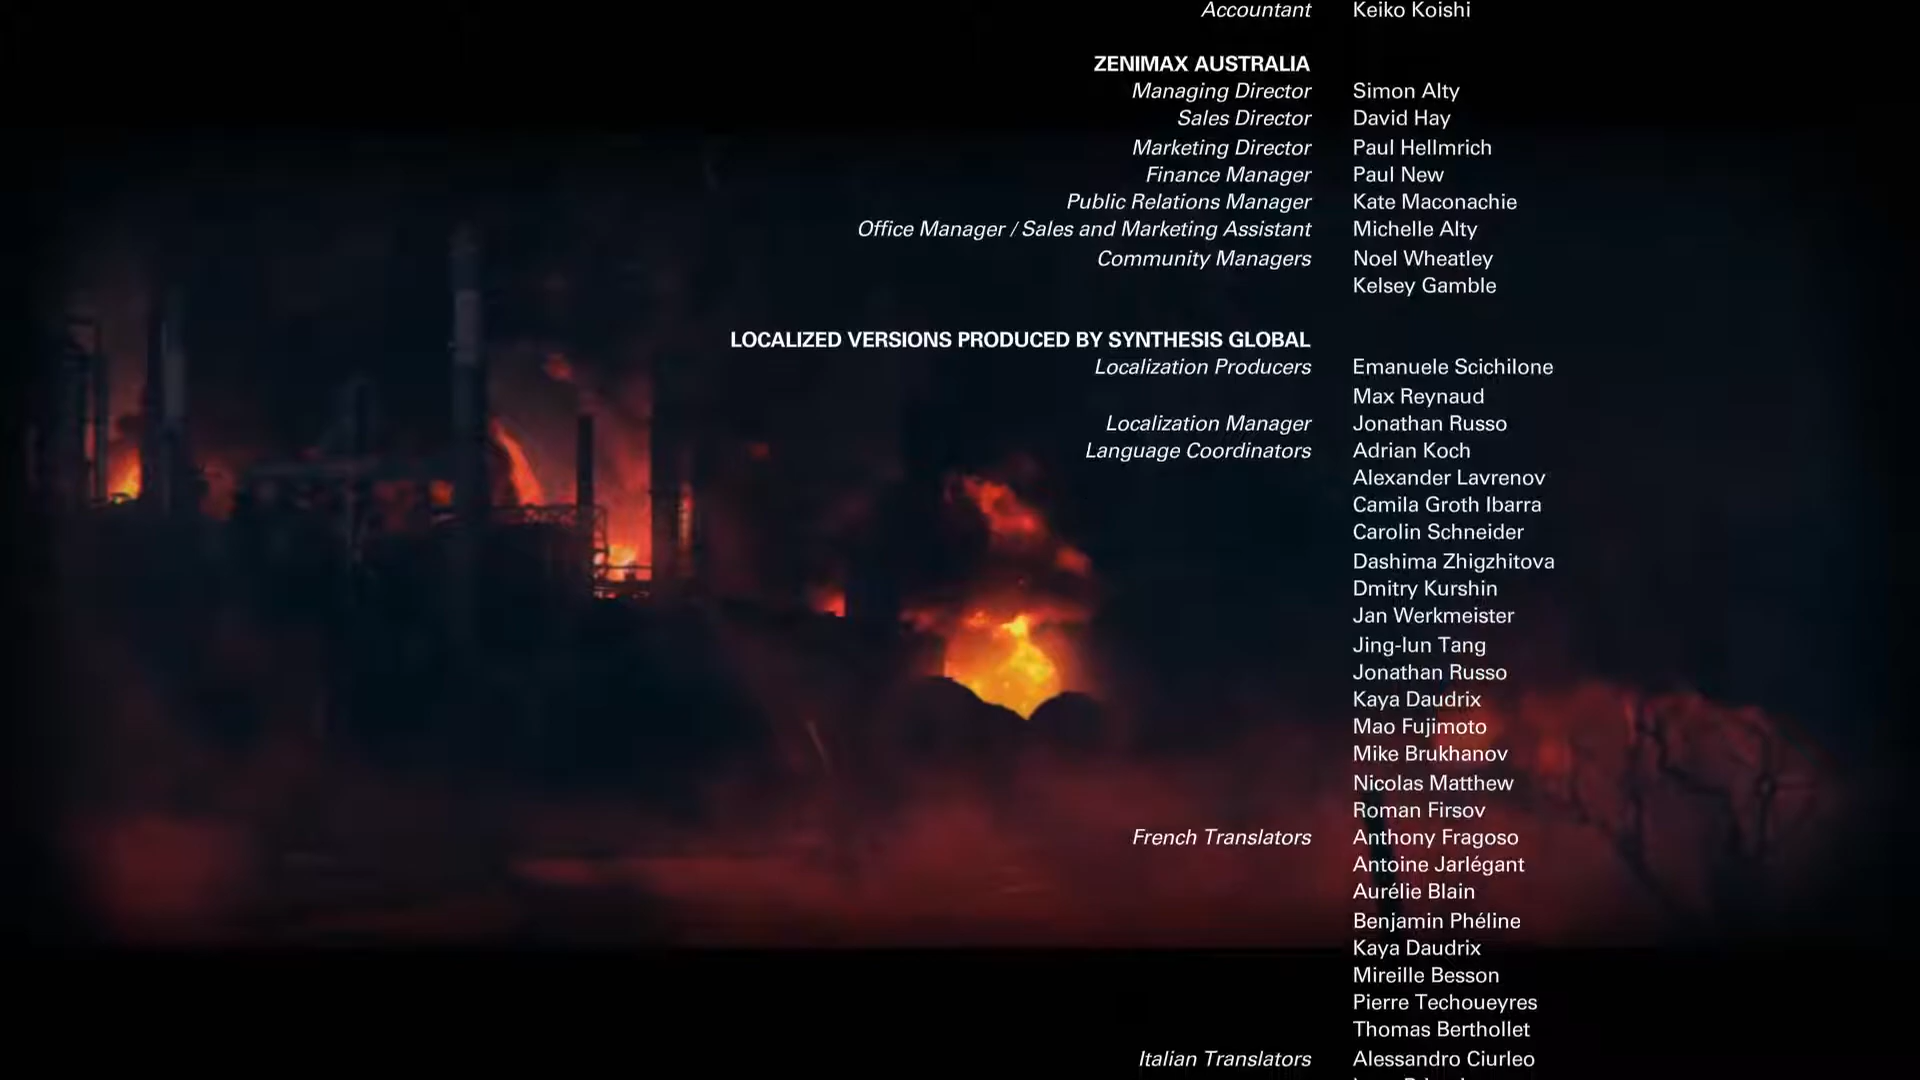 Accountant Keiko Koishi
ZENIMAX AUSTRALIA
Managing Director Simon Alty
Sales Director David Hay
Marketing Director Paul Hellmrich
Finance Manager Paul New
Public Relations Manager Kate Maconachie
Office Manager / Sales and Marketing Assistant Michelle Alty
Community Managers Noel Wheatley
Kelsey Gamble
LOCALIZED VERSIONS PRODUCED BY SYNTHESIS GLOBAL
Localization Producers Emanuele Scichilone
Max Reynaud
Localization Manager Jonathan Russo
Language Coordinators Adrian Koch
Alexander Lavrenov
Camila Groth Ibarra
Carolin Schneider
Dashima Zhigzhitova
Dmitry Kurshin
Jan Werkmeister
Jing-lun Tang
Jonathan Russo
Kaya Daudrix
Mao Fujimoto
Mike Brukhanov
Nicolas Matthew
Roman Firsov
French Translators Anthony Fragoso
Antoine Jarlégant
Aurélie Blain
Benjamin Phéline
Kaya Daudrix
Mireille Besson
Pierre Techoueyres
Thomas Berthollet
Italian Translators Alessandro Ciurleo